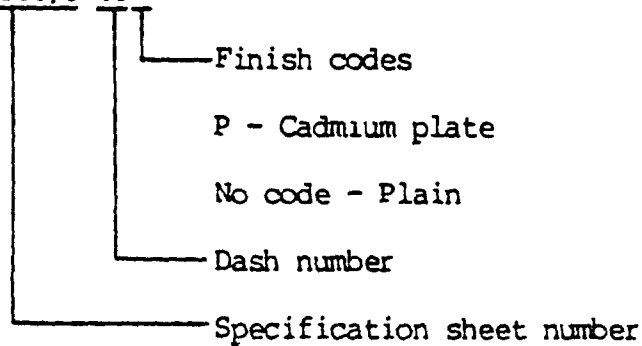 Finish codes
P - Cadmium plate
No code - Plain
Dash number
Specification sheet number